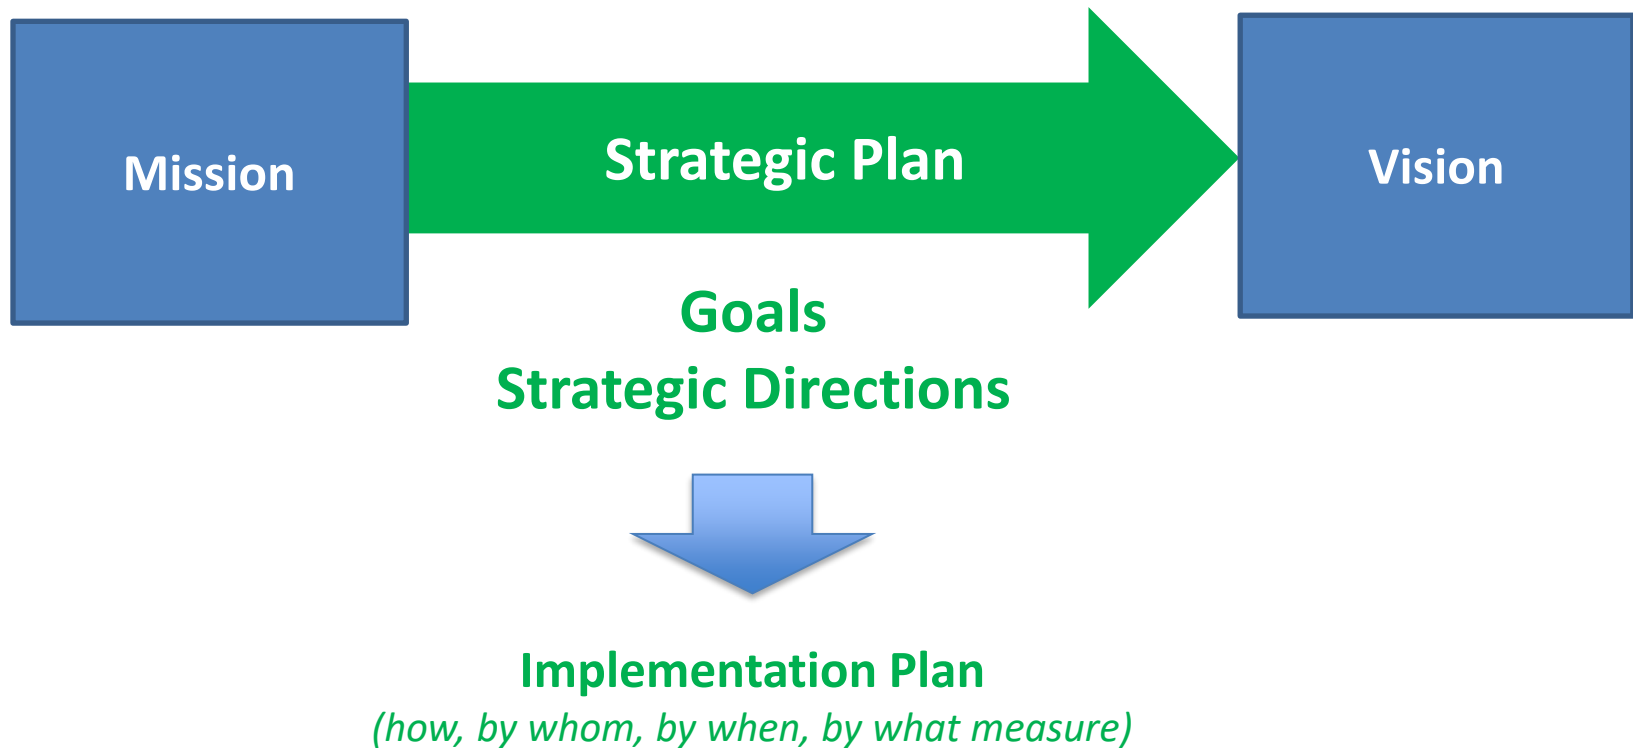 Mission
Strategic Plan
Vision
Goals
Strategic Directions
Implementation Plan
(how, by whom, by when, by what measure)